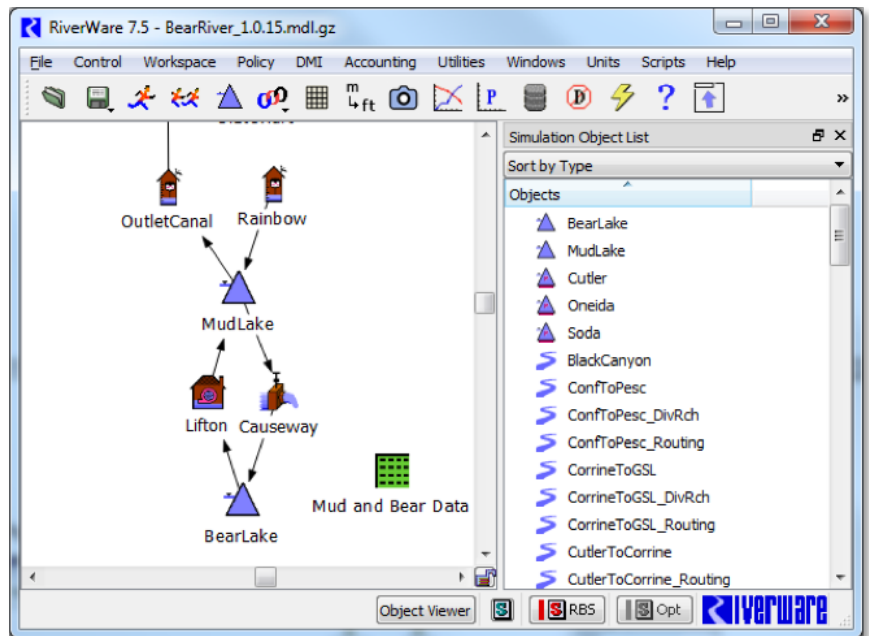 RiverWare 7.5 - BearRiver_1.0.15.mdl.gz
File Control Workspace Policy DMI Accounting Utilities Windows Units Scripts Help
m ft P D ? »
Simulation Object List
Sort by Type
Objects
OutletCanal Rainbow
MudLake
Lifton Causeway
Mud and Bear Data
BearLake
BearLake
MudLake
Cutler
Oneida
Soda
BlackCanyon
ConfToPesc
ConfToPesc_DivRch
ConfToPesc_Routing
CorrineToGSL
CorrineToGSL_DivRch
CorrineToGSL_Routing
CutlerToCorrine
CutlerToCorrine_Routing
Object Viewer S S RBS S Opt RIVERWARE